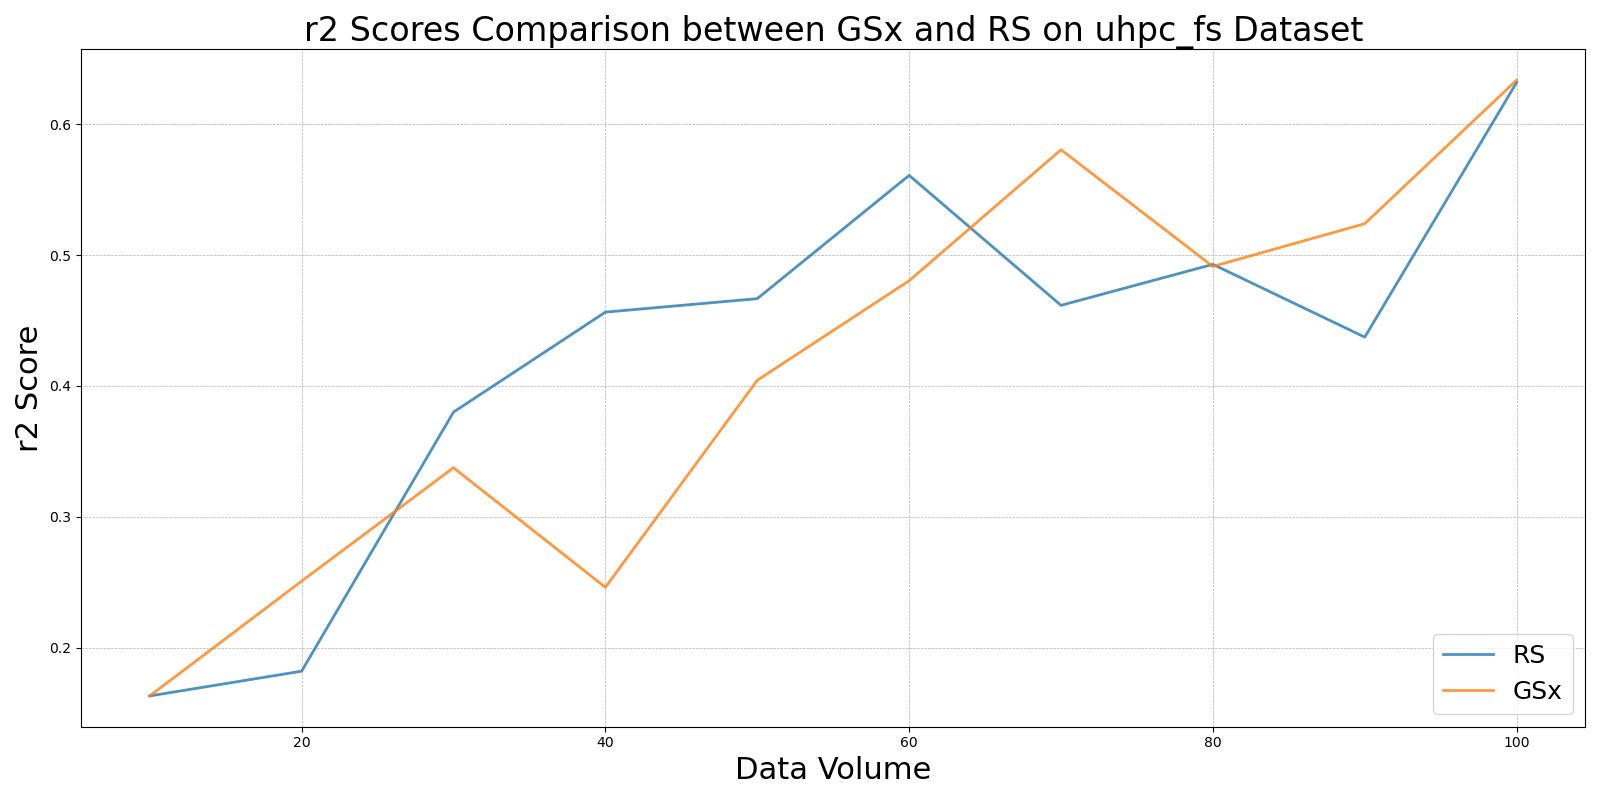 r2 Scores Comparison between GSx and RS on uhpc_fs Dataset
r2 Score
0.6
0.5
0.4
0.3
0.2
20
40
60
80
100
Data Volume
RS
GSx